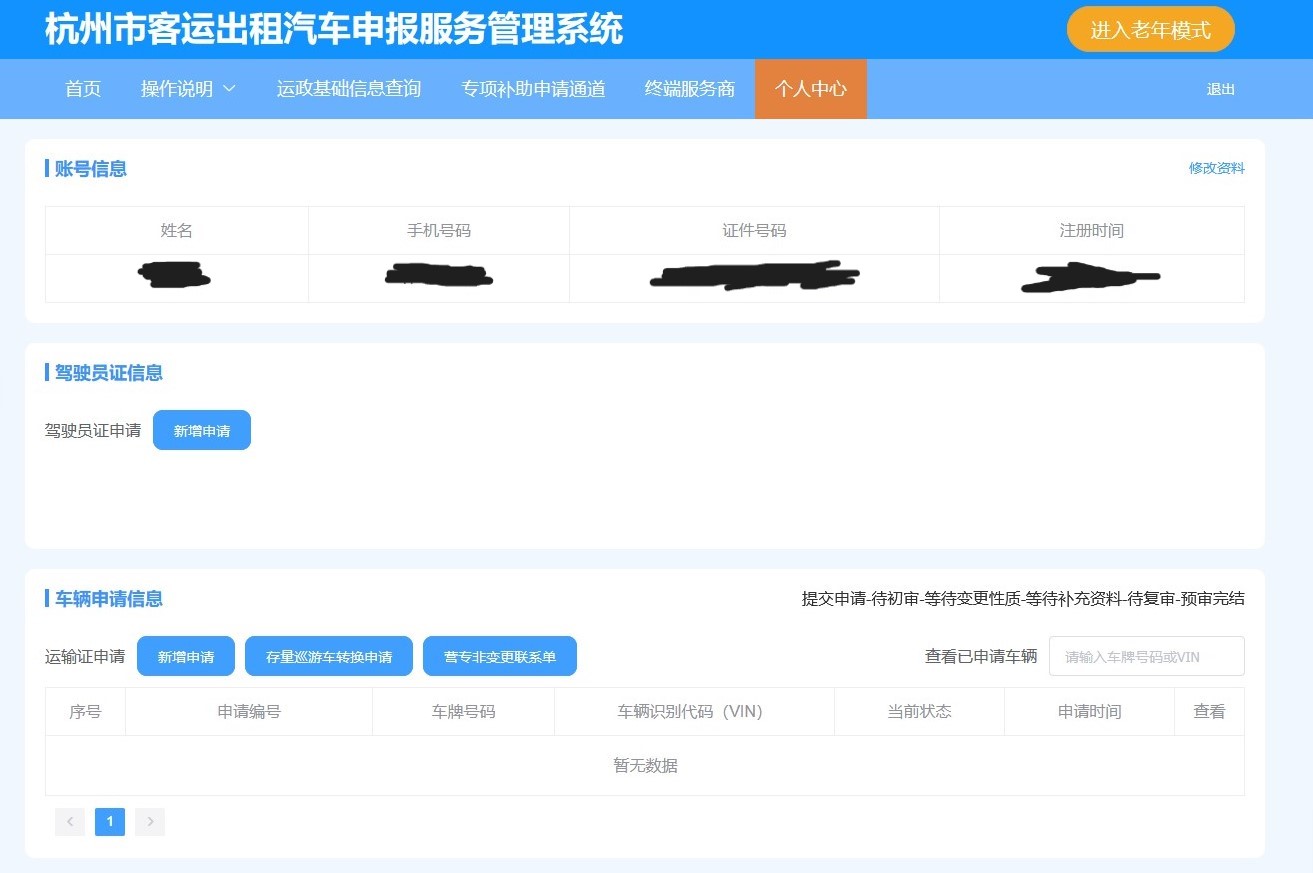 杭州市客运出租汽车申报服务管理系统 进入老年模式
首页 操作说明 运政基础信息查询 专项补助申请通道 终端服务商 个人中心 退出
账号信息 修改资料
姓名 手机号码 证件号码 注册时间
驾驶员证信息
驾驶员证申请 新增申请
车辆申请信息 提交申请-待初审-等待变更性质-等待补充资料-待复审-预审完结
运输证申请 新增申请 存量巡游车转换申请 营专非变更联系单 查看已申请车辆 请输入车牌号码或VIN
序号 申请编号 车牌号码 车辆识别代码（VIN） 当前状态 申请时间 查看
暂无数据
< 1 >